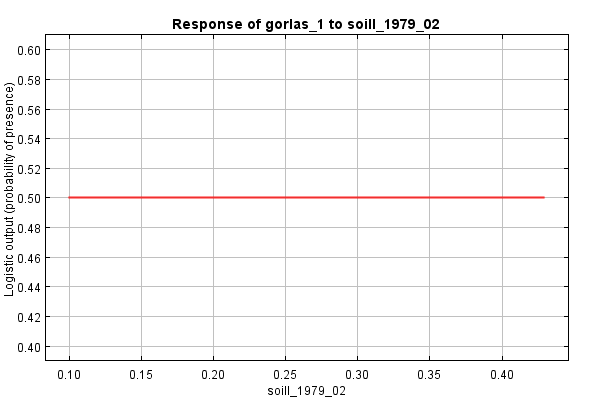 Response of gorlas_1 to soill_1979_02
Logistic output (probability of presence)
0.60
0.58
0.56
0.54
0.52
0.50
0.48
0.46
0.44
0.42
0.40
0.10 0.15 0.20 0.25 0.30 0.35 0.40
soill_1979_02